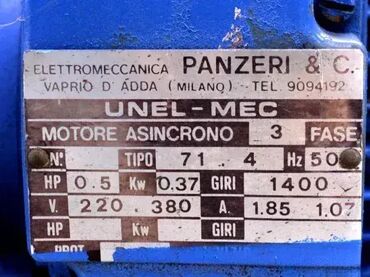 ELETTROMECCANICA PANZERI & C.
VAPRIO D'ADDA (MILANO) - TEL. 9094192
UNEL-MEC
MOTORE ASINCRONO 3 FASE
N° TIPO 71.4 Hz 50
HP 0.5 Kw 0.37 GIRI 1400
V. 220.380 A. 1.85 1.07
HP Kw GIRI
PROT.